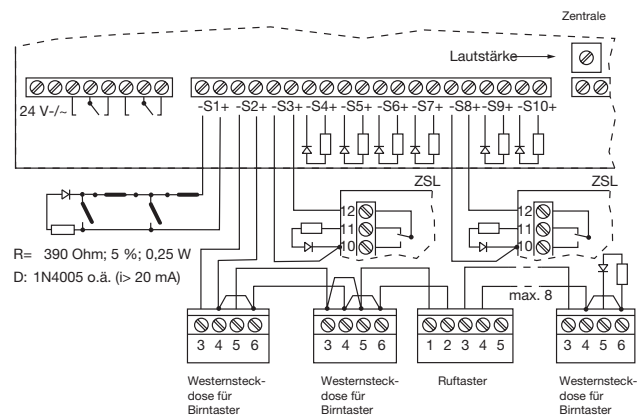 Zentrale
Lautstärke
24 V-/~
-S1+ -S2+ -S3+ -S4+ -S5+ -S6+ -S7+ -S8+ -S9+ -S10+
ZSL
ZSL
12
11
10
12
11
10
R= 390 Ohm; 5 %; 0,25 W
D: 1N4005 o.ä. (i> 20 mA)
max. 8
3 4 5 6
3 4 5 6
1 2 3 4 5
3 4 5 6
Westernsteck-
dose für
Birntaster
Westernsteck-
dose für
Birntaster
Ruftaster
Westernsteck-
dose für
Birntaster